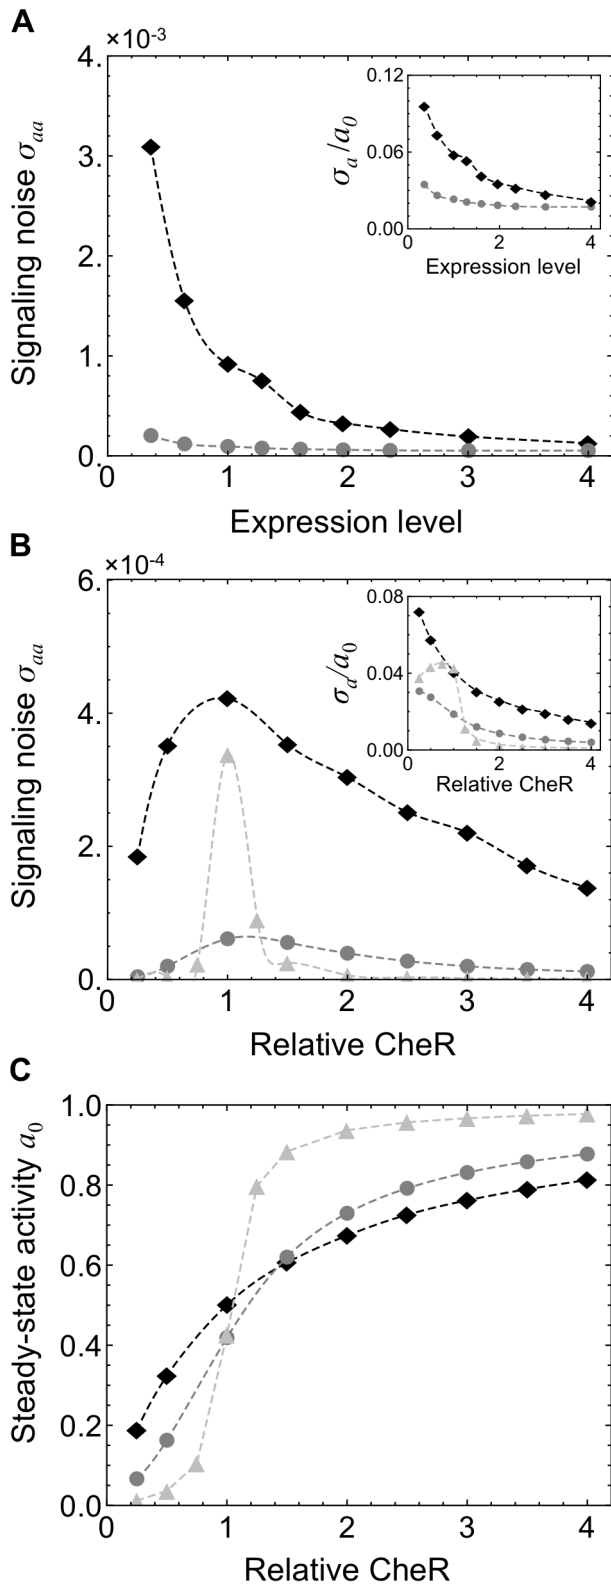 A
×10⁻³
4.
3.
2.
1.
0.
Signaling noise σaa
0 1 2 3 4
Expression level
0.12
0.06
0.00
σa/a0
0 2 4
Expression level
B
×10⁻⁴
6.
4.
2.
0.
Signaling noise σaa
0 1 2 3 4
Relative CheR
0.08
0.04
0.00
σa/a0
0 2 4
Relative CheR
C
1.0
0.8
0.6
0.4
0.2
0.0
Steady-state activity a0
0 1 2 3 4
Relative CheR